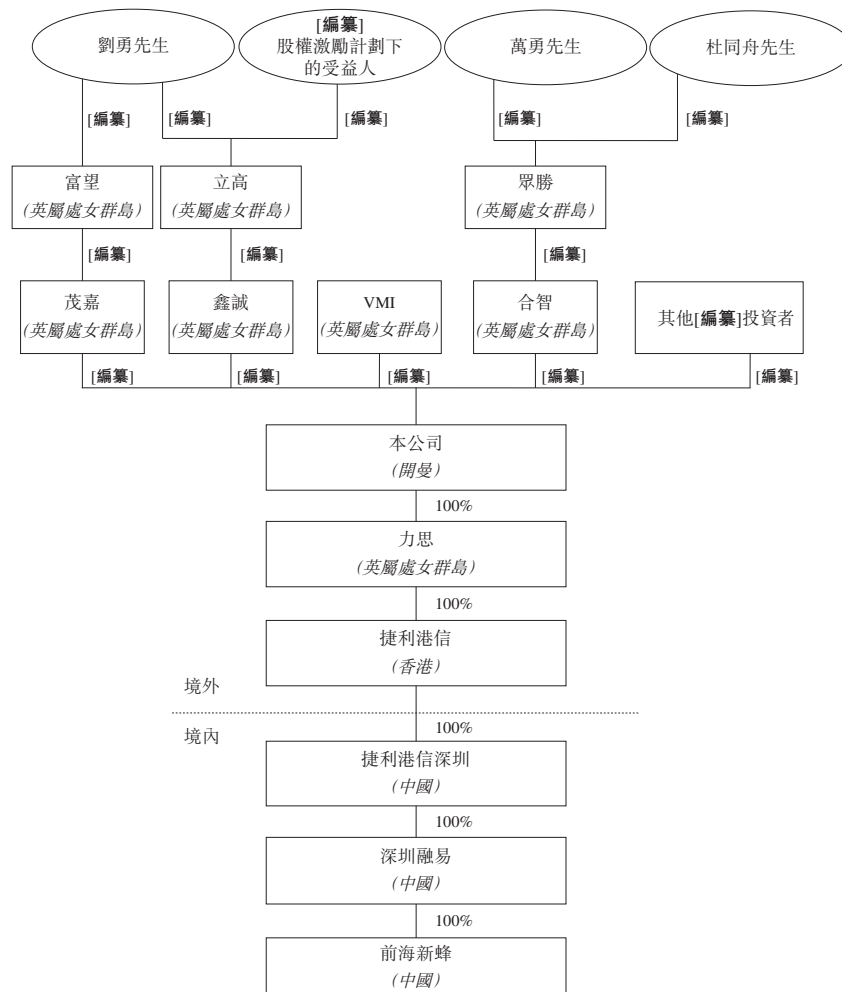 劉勇先生
[編纂]
股權激勵計劃下
的受益人
萬勇先生
杜同舟先生
[編纂]
[編纂]
[編纂]
[編纂]
[編纂]
富望
(英屬處女群島)
立高
(英屬處女群島)
眾勝
(英屬處女群島)
[編纂]
[編纂]
[編纂]
茂嘉
(英屬處女群島)
鑫誠
(英屬處女群島)
VMI
(英屬處女群島)
合智
(英屬處女群島)
其他[編纂]投資者
[編纂]
[編纂]
[編纂]
[編纂]
[編纂]
本公司
(開曼)
100%
力思
(英屬處女群島)
100%
捷利港信
(香港)
境外
境內
100%
捷利港信深圳
(中國)
100%
深圳融易
(中國)
100%
前海新蜂
(中國)